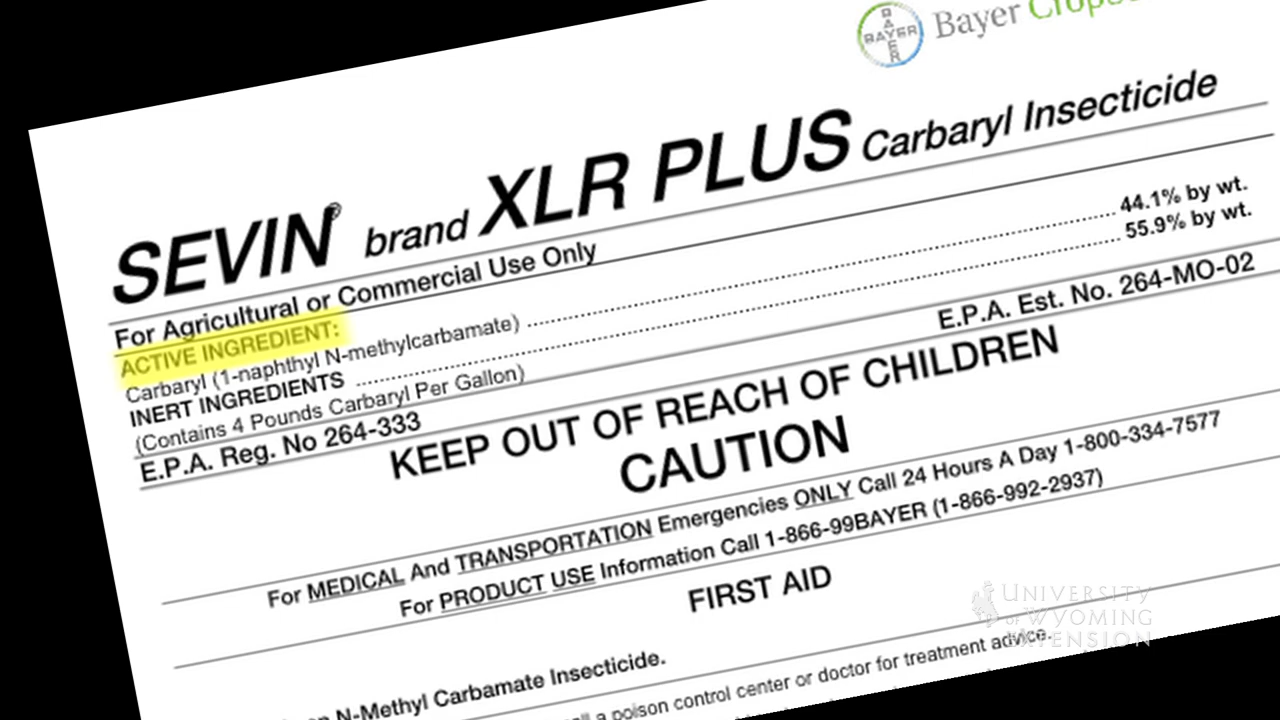 BAYER
BAYER
Bayer
SEVIN® brand XLR PLUS Carbaryl Insecticide
For Agricultural or Commercial Use Only
ACTIVE INGREDIENT:
Carbaryl (1-naphthyl N-methylcarbamate) ........ 44.1% by wt.
INERT INGREDIENTS ........ 55.9% by wt.
(Contains 4 Pounds Carbaryl Per Gallon)
E.P.A. Reg. No 264-333 E.P.A. Est. No. 264-MO-02
KEEP OUT OF REACH OF CHILDREN
CAUTION
For MEDICAL And TRANSPORTATION Emergencies ONLY Call 24 Hours A Day 1-800-334-7577
For PRODUCT USE Information Call 1-866-99BAYER (1-866-992-2937)
FIRST AID
N-Methyl Carbamate Insecticide.
a poison control center or doctor for treatment advice.
UNIVERSITY
OF WYOMING
EXTENSION